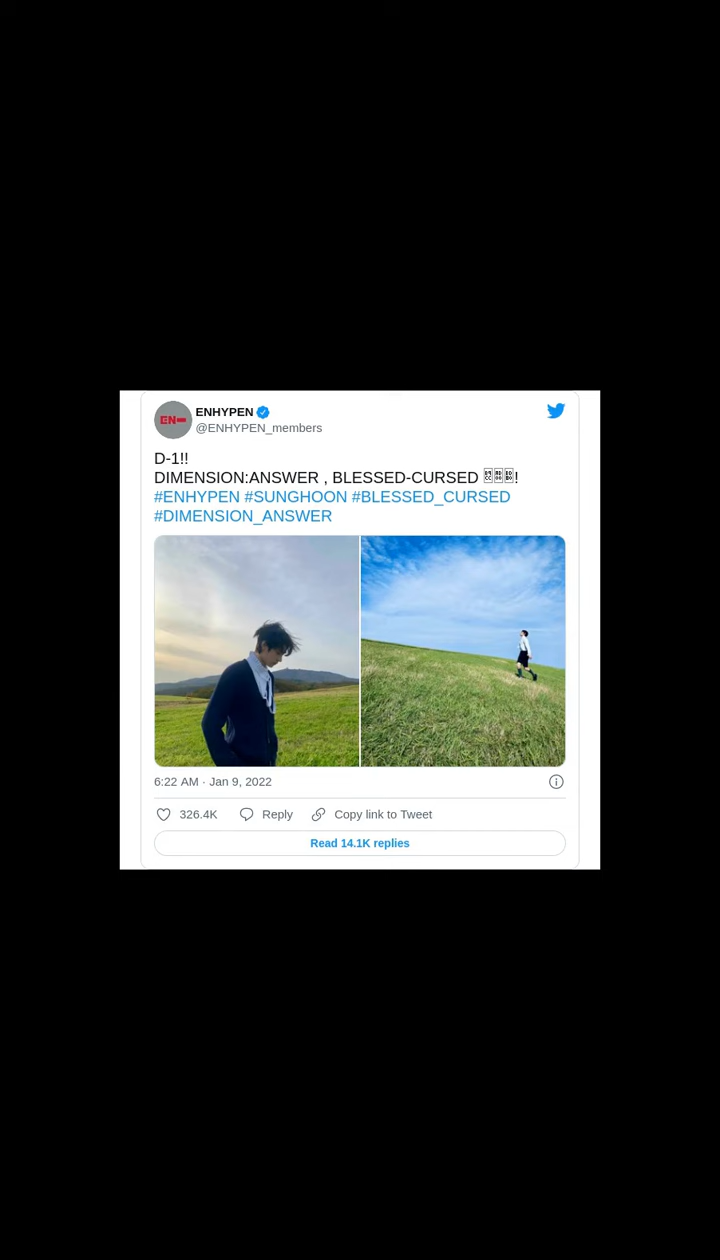 EN-
ENHYPEN
@ENHYPEN_members
D-1!!
DIMENSION:ANSWER , BLESSED-CURSED !
#ENHYPEN #SUNGHOON #BLESSED_CURSED
#DIMENSION_ANSWER
6:22 AM · Jan 9, 2022
326.4K Reply Copy link to Tweet
Read 14.1K replies